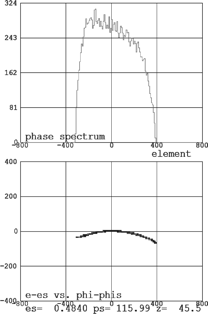 324
243
162
81
0
phase spectrum
-800 -400 0 400 800
element
400
200
0
-200
-400
e-es vs. phi-phis
-800 -400 0 400 800
es= 0.4840 ps= 115.99 z= 45.5